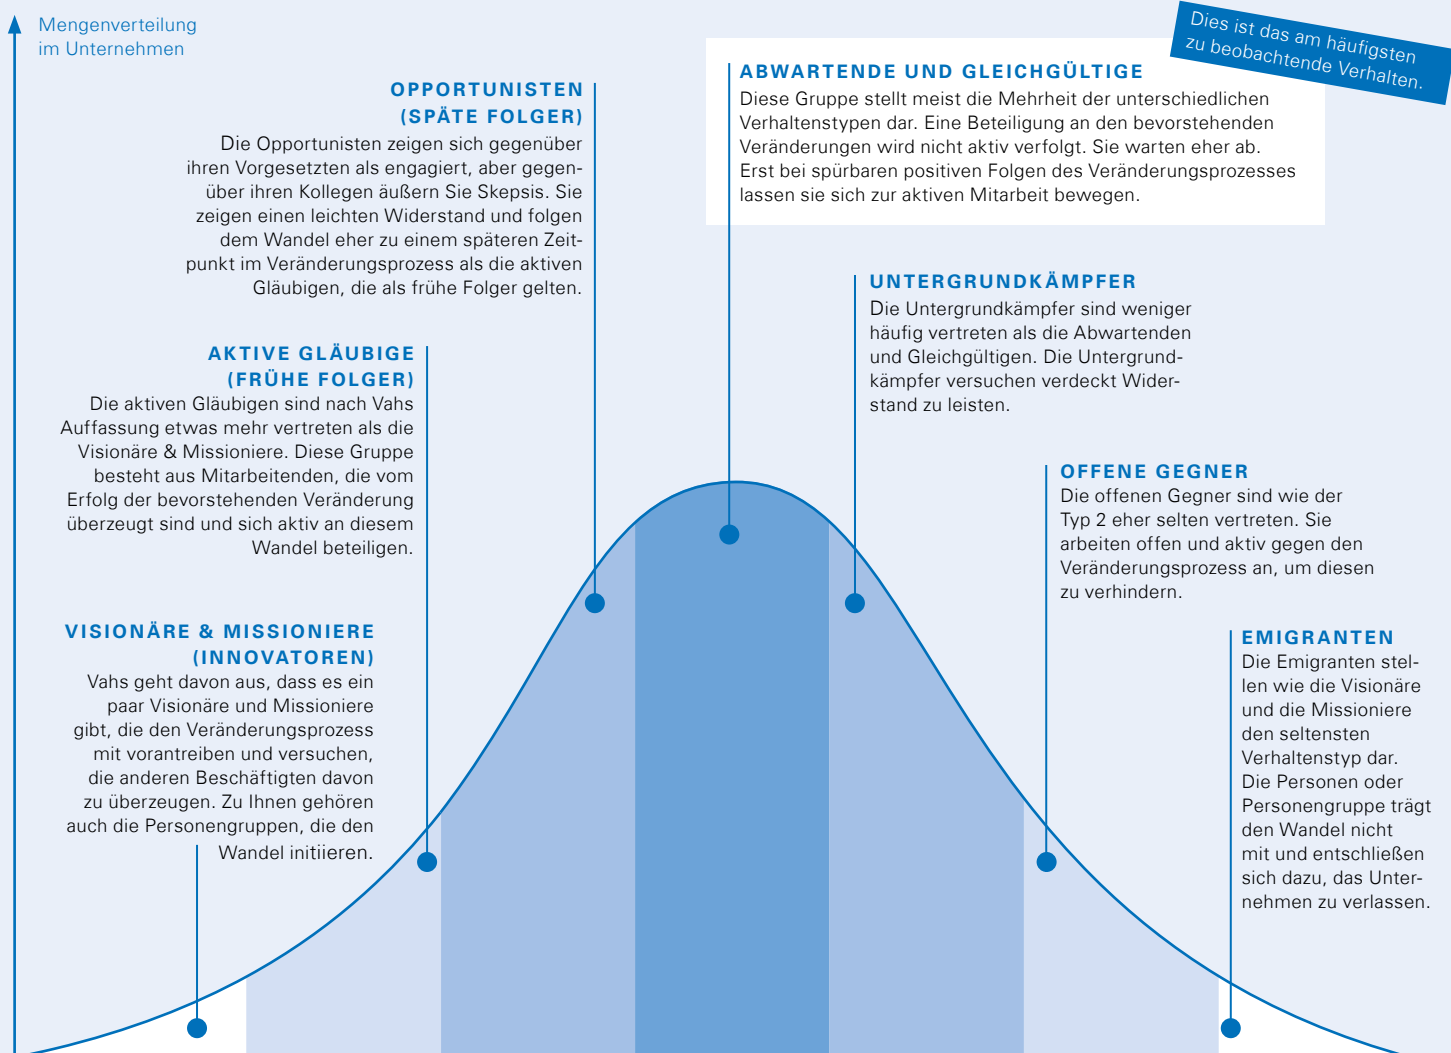 Mengenverteilung
im Unternehmen
Dies ist das am häufigsten
zu beobachtende Verhalten.
ABWARTENDE UND GLEICHGÜLTIGE
Diese Gruppe stellt meist die Mehrheit der unterschiedlichen
Verhaltenstypen dar. Eine Beteiligung an den bevorstehenden
Veränderungen wird nicht aktiv verfolgt. Sie warten eher ab.
Erst bei spürbaren positiven Folgen des Veränderungsprozesses
lassen sie sich zur aktiven Mitarbeit bewegen.
OPPORTUNISTEN
(SPÄTE FOLGER)
Die Opportunisten zeigen sich gegenüber
ihren Vorgesetzten als engagiert, aber gegen-
über ihren Kollegen äußern Sie Skepsis. Sie
zeigen einen leichten Widerstand und folgen
dem Wandel eher zu einem späteren Zeit-
punkt im Veränderungsprozess als die aktiven
Gläubigen, die als frühe Folger gelten.
UNTERGRUNDKÄMPFER
Die Untergrundkämpfer sind weniger
häufig vertreten als die Abwartenden
und Gleichgültigen. Die Untergrund-
kämpfer versuchen verdeckt Wider-
stand zu leisten.
AKTIVE GLÄUBIGE
(FRÜHE FOLGER)
Die aktiven Gläubigen sind nach Vahs
Auffassung etwas mehr vertreten als die
Visionäre & Missioniere. Diese Gruppe
besteht aus Mitarbeitenden, die vom
Erfolg der bevorstehenden Veränderung
überzeugt sind und sich aktiv an diesem
Wandel beteiligen.
OFFENE GEGNER
Die offenen Gegner sind wie der
Typ 2 eher selten vertreten. Sie
arbeiten offen und aktiv gegen den
Veränderungsprozess an, um diesen
zu verhindern.
VISIONÄRE & MISSIONIERE
(INNOVATOREN)
Vahs geht davon aus, dass es ein
paar Visionäre und Missioniere
gibt, die den Veränderungsprozess
mit vorantreiben und versuchen,
die anderen Beschäftigten davon
zu überzeugen. Zu Ihnen gehören
auch die Personengruppen, die den
Wandel initiieren.
EMIGRANTEN
Die Emigranten stel-
len wie die Visionäre
und die Missioniere
den seltensten
Verhaltenstyp dar.
Die Personen oder
Personengruppe trägt
den Wandel nicht
mit und entschließen
sich dazu, das Unter-
nehmen zu verlassen.